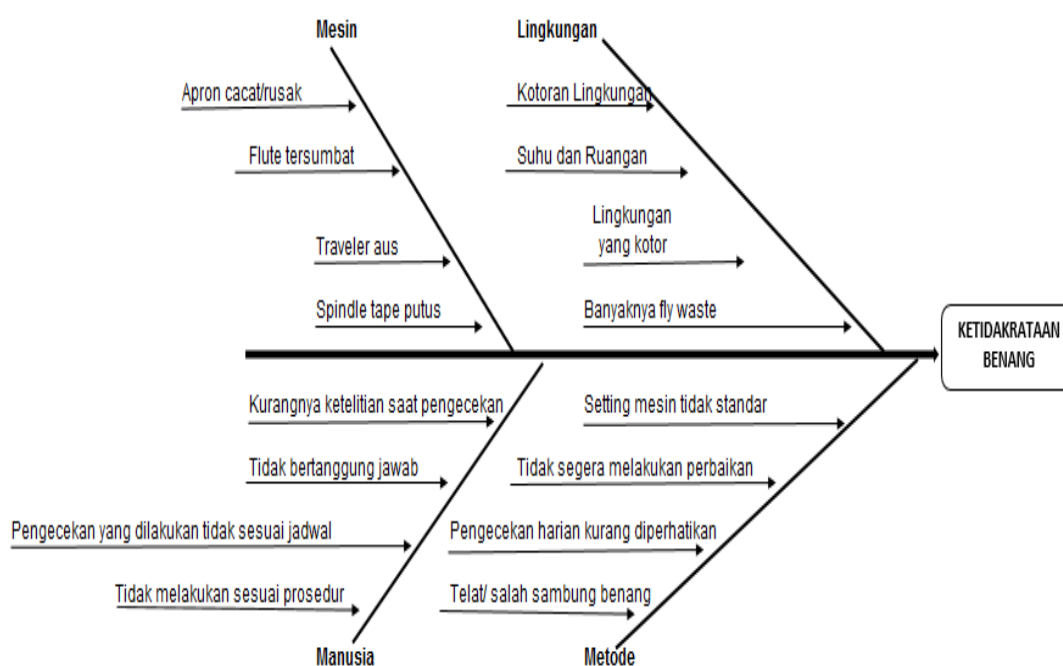 Mesin
Lingkungan
Apron cacat/rusak
Kotoran Lingkungan
Flute tersumbat
Suhu dan Ruangan
Lingkungan
yang kotor
Traveler aus
Spindle tape putus
Banyaknya fly waste
KETIDAKRATAAN
BENANG
Kurangnya ketelitian saat pengecekan
Setting mesin tidak standar
Tidak bertanggung jawab
Tidak segera melakukan perbaikan
Pengecekan yang dilakukan tidak sesuai jadwal
Pengecekan harian kurang diperhatikan
Tidak melakukan sesuai prosedur
Telat/ salah sambung benang
Manusia
Metode